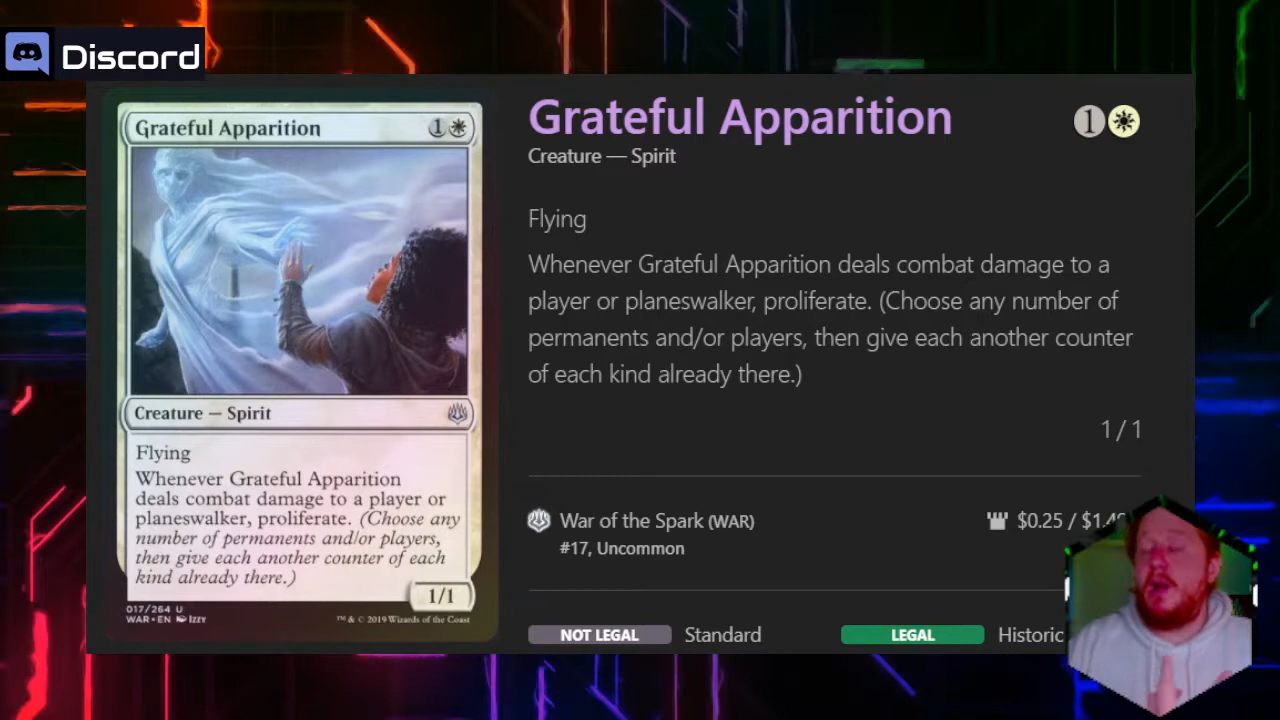 Discord
Grateful Apparition 1
Creature — Spirit
Flying
Whenever Grateful Apparition
deals combat damage to a player or
planeswalker, proliferate. (Choose any
number of permanents and/or players,
then give each another counter of each
kind already there.)
1/1
017/264 U
WAR • EN Izzy
™ & © 2019 Wizards of the Coast
Grateful Apparition 1
Creature — Spirit
Flying
Whenever Grateful Apparition deals combat damage to a
player or planeswalker, proliferate. (Choose any number of
permanents and/or players, then give each another counter
of each kind already there.)
1 / 1
War of the Spark (WAR) $0.25 /
#17, Uncommon
NOT LEGAL Standard LEGAL Historic